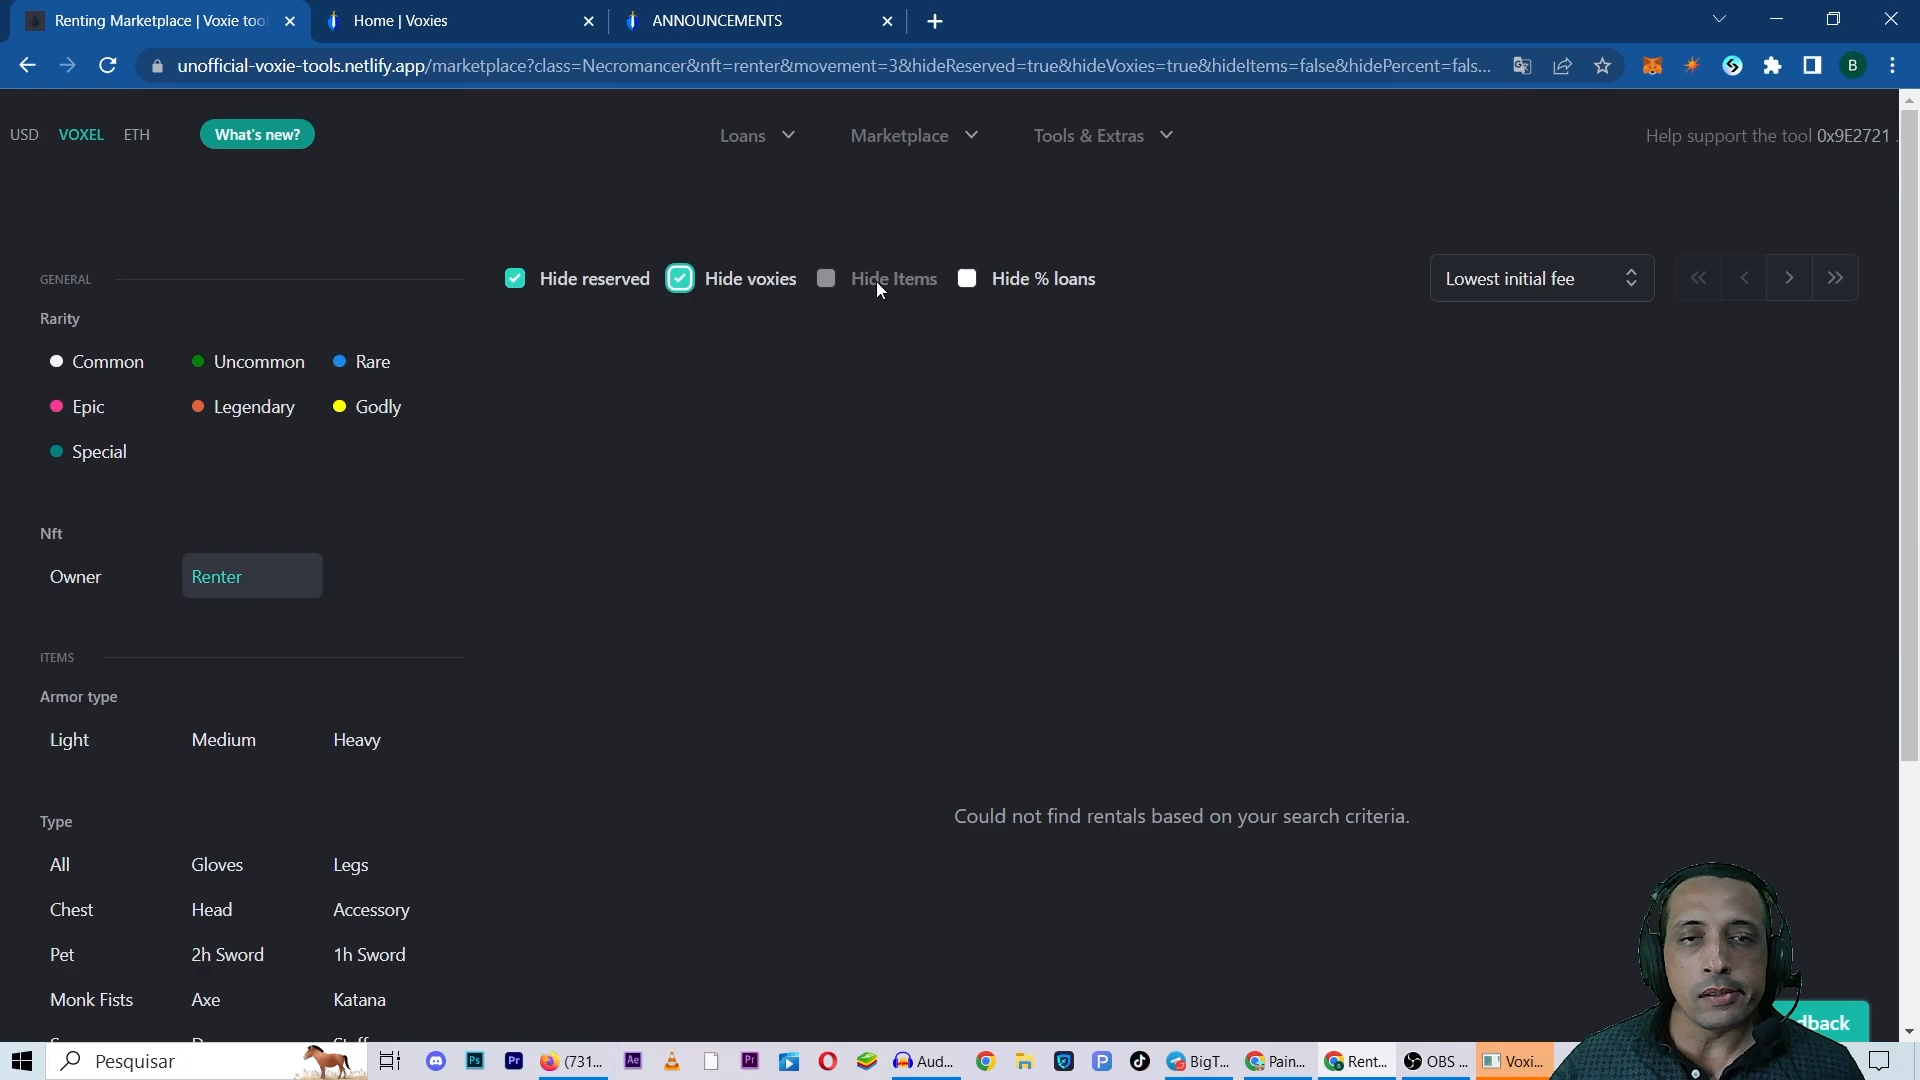 Renting Marketplace | Voxie too
Home | Voxies
ANNOUNCEMENTS
unofficial-voxie-tools.netlify.app/marketplace?class=Necromancer&nft=renter&movement=3&hideReserved=true&hideVoxies=true&hideItems=false&hidePercent=fals...
B
USD VOXEL ETH What's new?
Loans Marketplace Tools & Extras
Help support the tool 0x9E2721 .
Hide reserved Hide voxies Hide Items Hide % loans
Lowest initial fee
GENERAL
Rarity
Common Uncommon Rare
Epic Legendary Godly
Special
Nft
Owner Renter
ITEMS
Armor type
Light Medium Heavy
Type
All Gloves Legs
Chest Head Accessory
Pet 2h Sword 1h Sword
Monk Fists Axe Katana
Could not find rentals based on your search criteria.
dback
Pesquisar
Ps
Pr
(731...
Ae
Pr
Aud...
P
BigT...
Pain...
Rent...
OBS ...
Voxi...